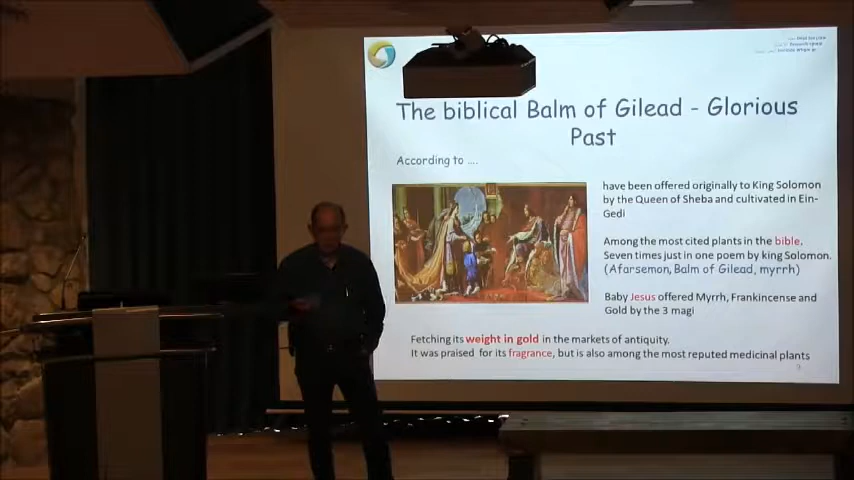 The biblical Balm of Gilead - Glorious
Past
According to ....
have been offered originally to King Solomon
by the Queen of Sheba and cultivated in Ein-
Gedi
Among the most cited plants in the bible.
Seven times just in one poem by king Solomon.
(Afarsemon, Balm of Gilead, myrrh)
Baby Jesus offered Myrrh, Frankincense and
Gold by the 3 magi
Fetching its weight in gold in the markets of antiquity.
It was praised for its fragrance, but is also among the most reputed medicinal plants